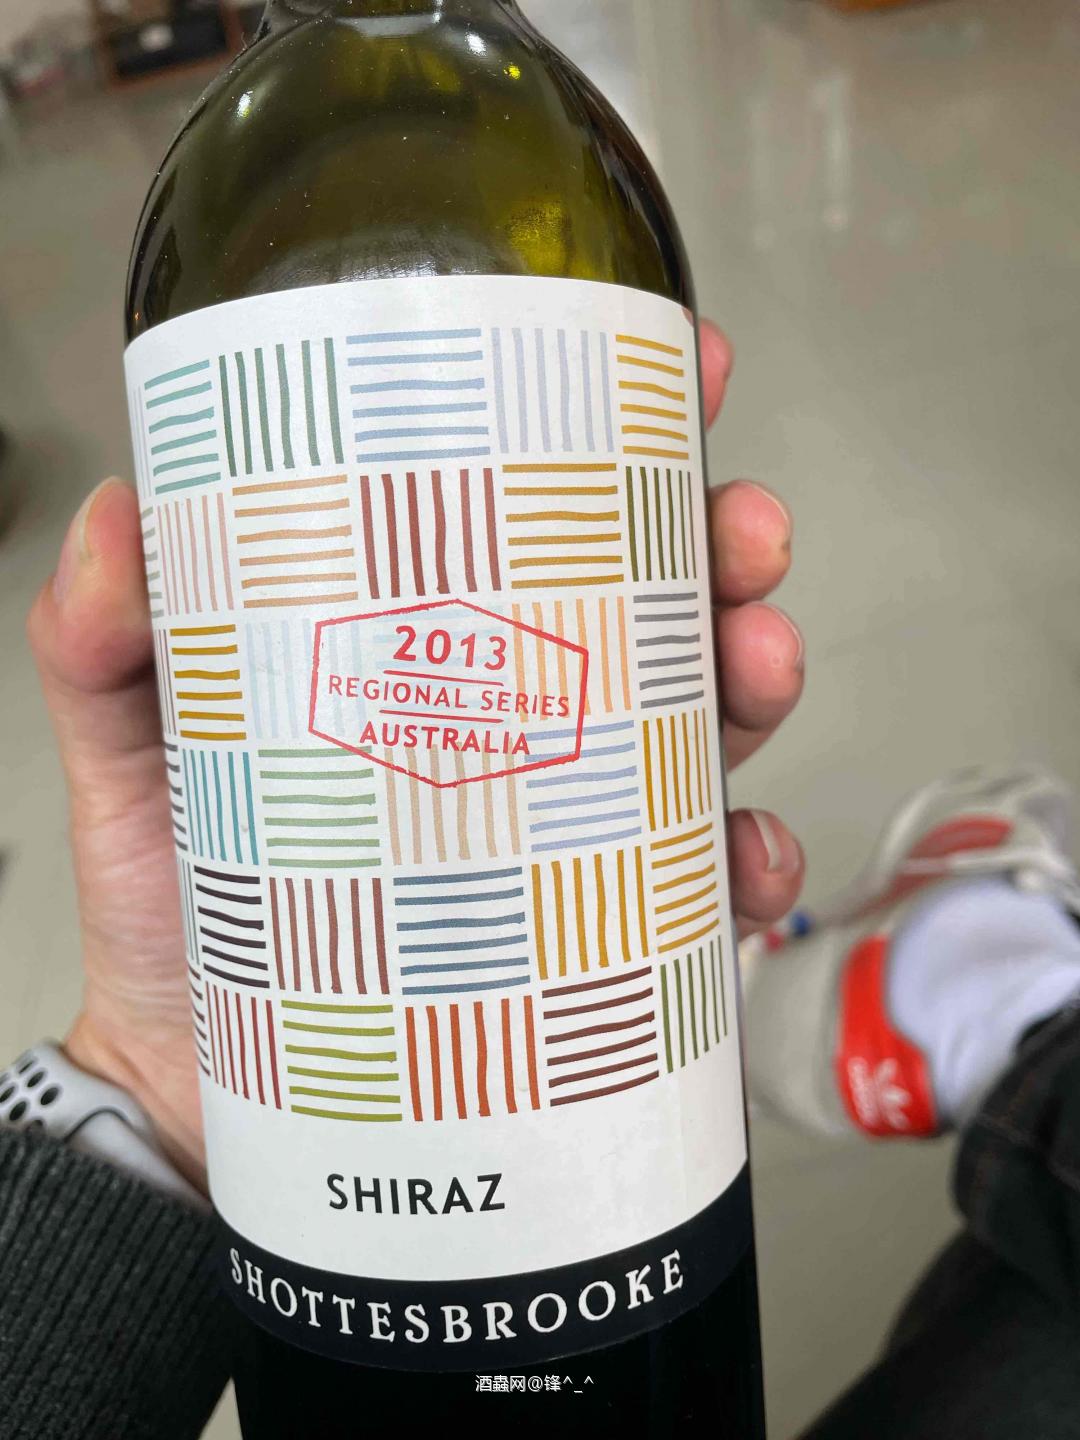 2013
REGIONAL SERIES
AUSTRALIA
SHIRAZ
SHOTTESBROOKE
酒蟲网@锋^_^